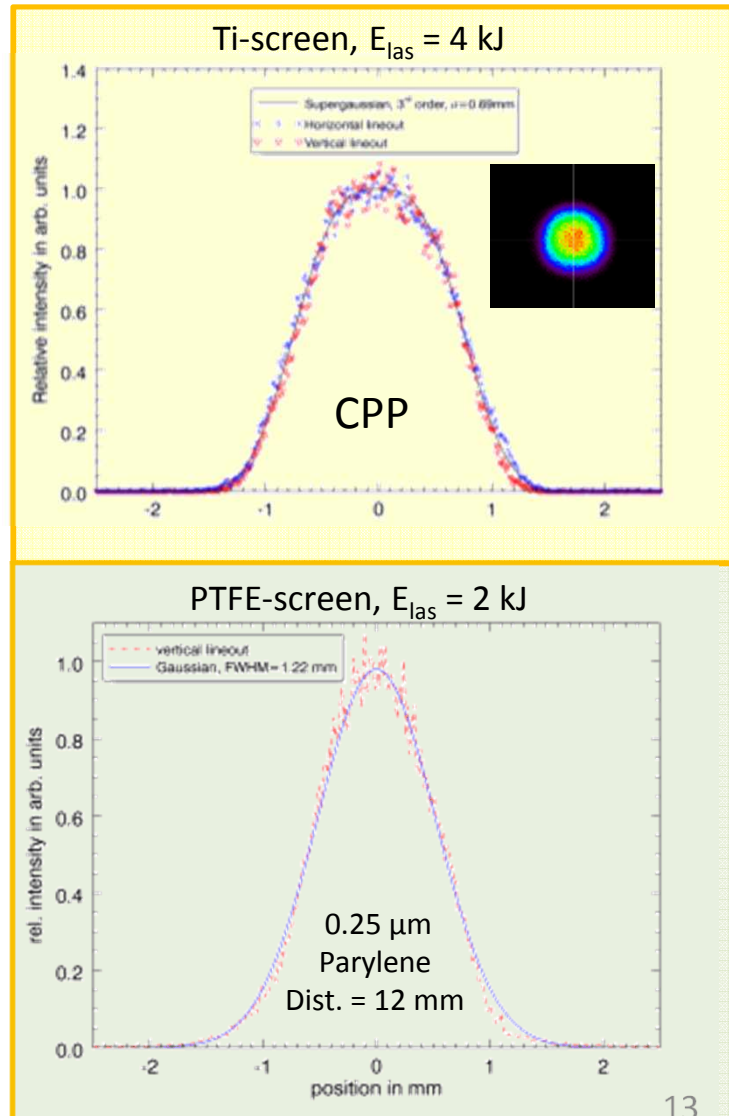 Ti-screen, Elas = 4 kJ
1.4
1.2
1.0
0.8
0.6
0.4
0.2
0.0
Relative intensity in arb. units
Supergaussian, 3rd order, σ=0.69mm
Horizontal lineout
Vertical lineout
CPP
-2 -1 0 1 2
PTFE-screen, Elas = 2 kJ
1.0
0.8
0.6
0.4
0.2
0.0
rel. intensity in arb. units
vertical lineout
Gaussian, FWHM=1.22 mm
0.25 µm
Parylene
Dist. = 12 mm
-2 -1 0 1 2
position in mm
13